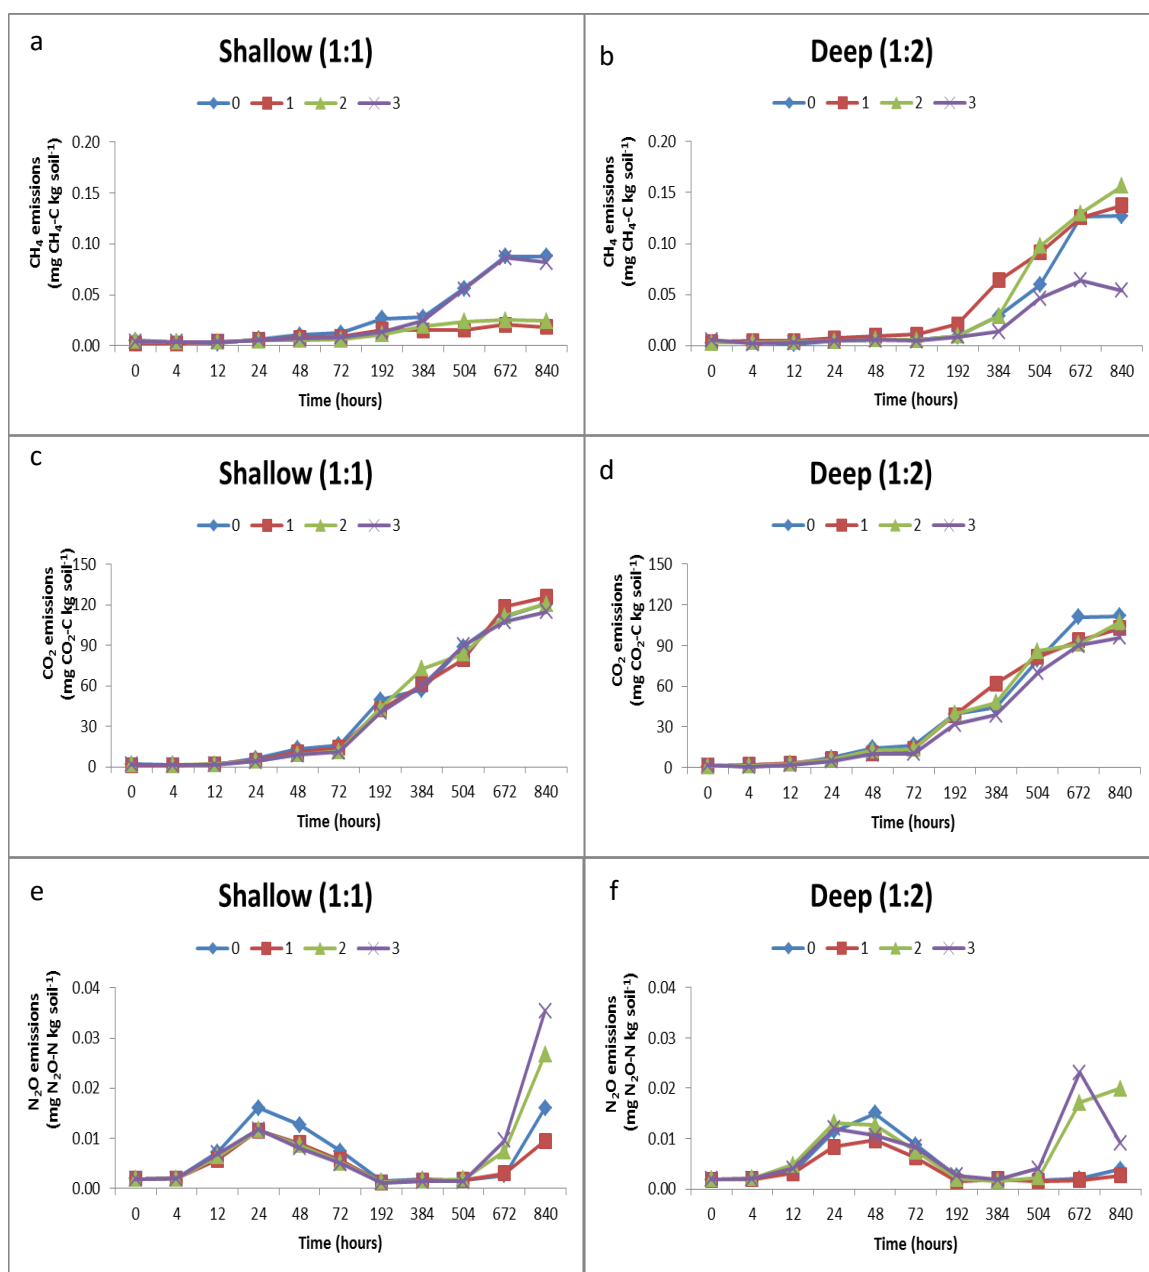 a
Shallow (1:1)
0 1 2 3
CH₄ emissions
(mg CH₄-C kg soil⁻¹)
0.20
0.15
0.10
0.05
0.00
0 4 12 24 48 72 192 384 504 672 840
Time (hours)
b
Deep (1:2)
0 1 2 3
CH₄ emissions
(mg CH₄-C kg soil⁻¹)
0.20
0.15
0.10
0.05
0.00
0 4 12 24 48 72 192 384 504 672 840
Time (hours)
c
Shallow (1:1)
0 1 2 3
CO₂ emissions
(mg CO₂-C kg soil⁻¹)
150
120
90
60
30
0
0 4 12 24 48 72 192 384 504 672 840
Time (hours)
d
Deep (1:2)
0 1 2 3
CO₂ emissions
(mg CO₂-C kg soil⁻¹)
150
120
90
60
30
0
0 4 12 24 48 72 192 384 504 672 840
Time (hours)
e
Shallow (1:1)
0 1 2 3
N₂O emissions
(mg N₂O-N kg soil⁻¹)
0.04
0.03
0.02
0.01
0.00
0 4 12 24 48 72 192 384 504 672 840
Time (hours)
f
Deep (1:2)
0 1 2 3
N₂O emissions
(mg N₂O-N kg soil⁻¹)
0.04
0.03
0.02
0.01
0.00
0 4 12 24 48 72 192 384 504 672 840
Time (hours)